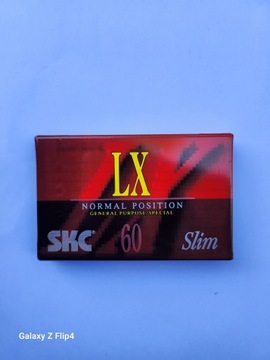 LX
NORMAL POSITION
GENERAL PURPOSE/SPECIAL
SKC 60 Slim
Galaxy Z Flip4